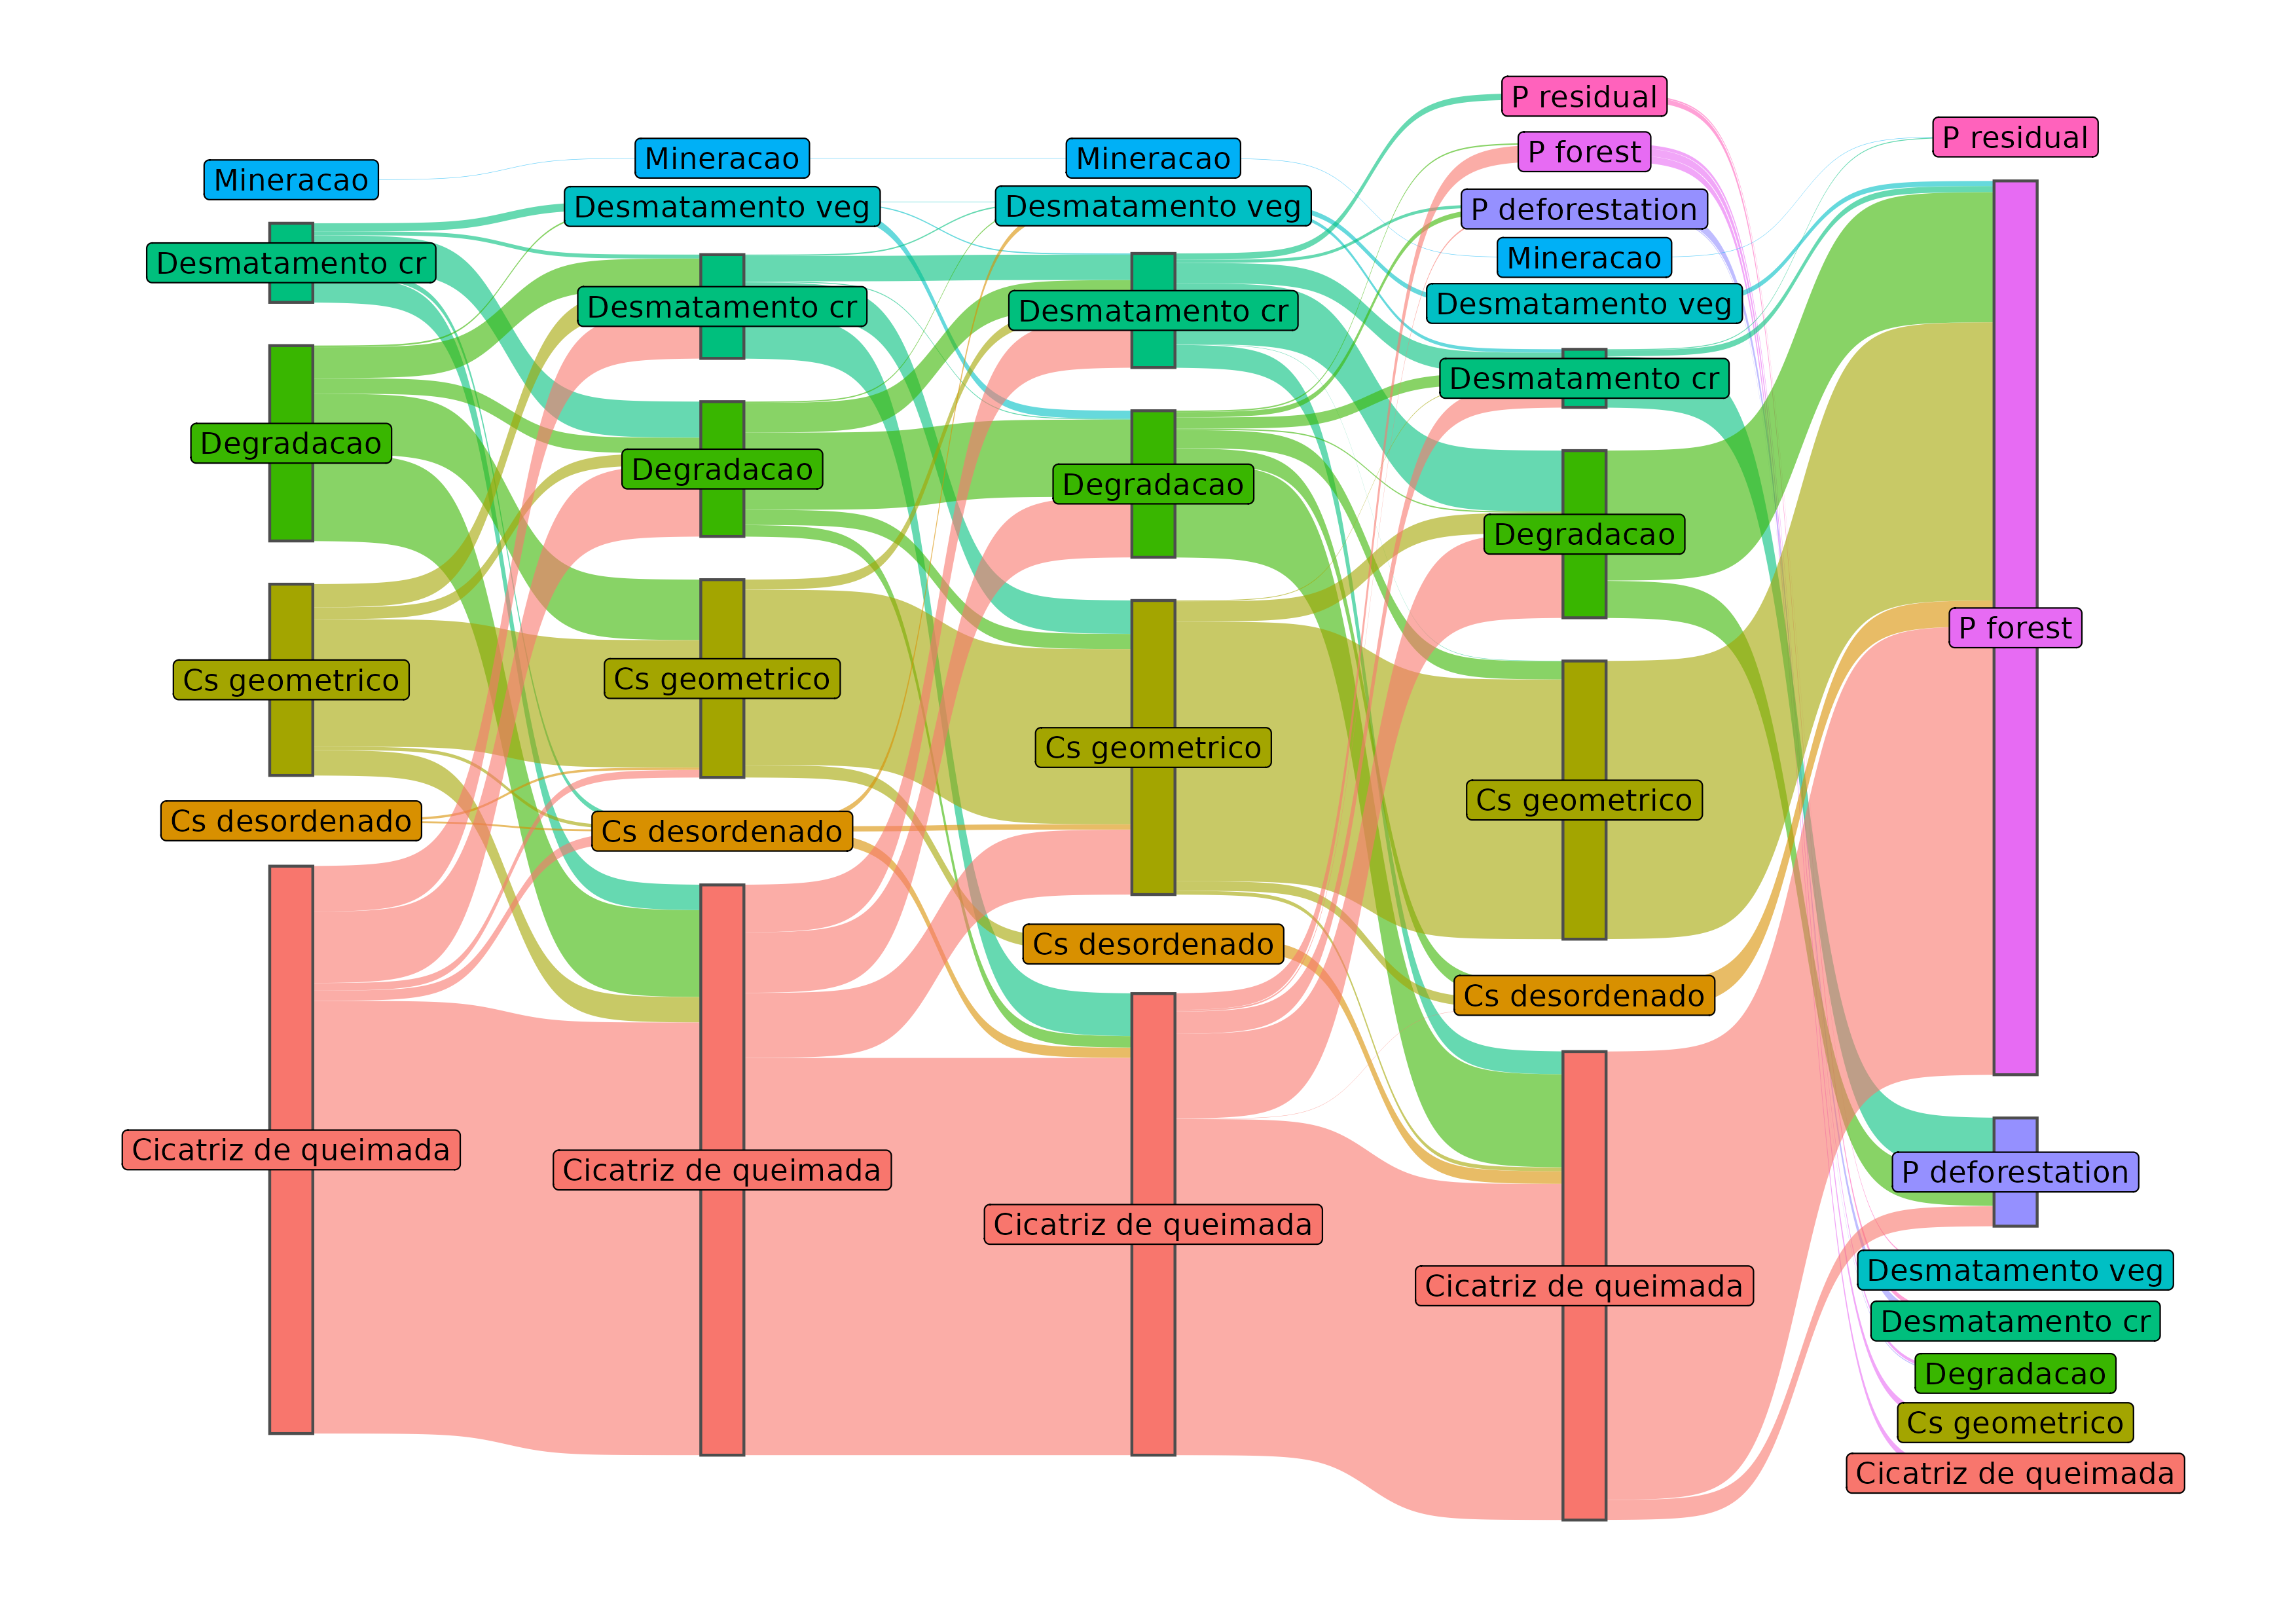 Mineracao
Desmatamento cr
Degradacao
Cs geometrico
Cs desordenado
Cicatriz de queimada
Mineracao
Desmatamento veg
Desmatamento cr
Degradacao
Cs geometrico
Cs desordenado
Cicatriz de queimada
Mineracao
Desmatamento veg
Desmatamento cr
Degradacao
Cs geometrico
Cs desordenado
Cicatriz de queimada
P residual
P forest
P deforestation
Mineracao
Desmatamento veg
Desmatamento cr
Degradacao
Cs geometrico
Cs desordenado
Cicatriz de queimada
P residual
P forest
P deforestation
Desmatamento veg
Desmatamento cr
Degradacao
Cs geometrico
Cicatriz de queimada